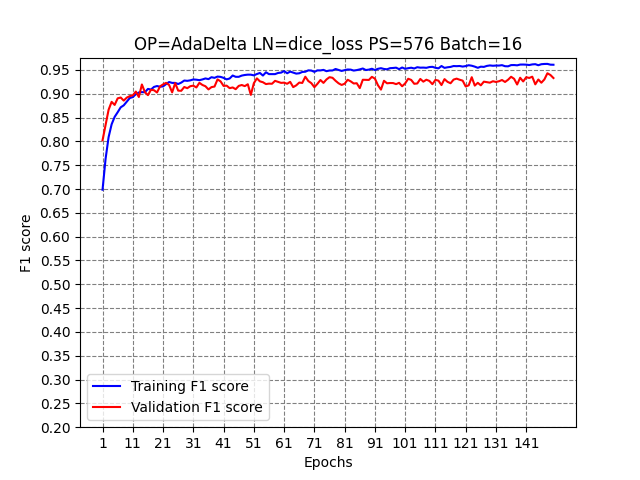 OP=AdaDelta LN=dice_loss PS=576 Batch=16
0.95
0.90
0.85
0.80
0.75
0.70
0.65
0.60
0.55
0.50
0.45
0.40
0.35
0.30
0.25
0.20
F1 score
Training F1 score
Validation F1 score
1 11 21 31 41 51 61 71 81 91 101 111 121 131 141
Epochs